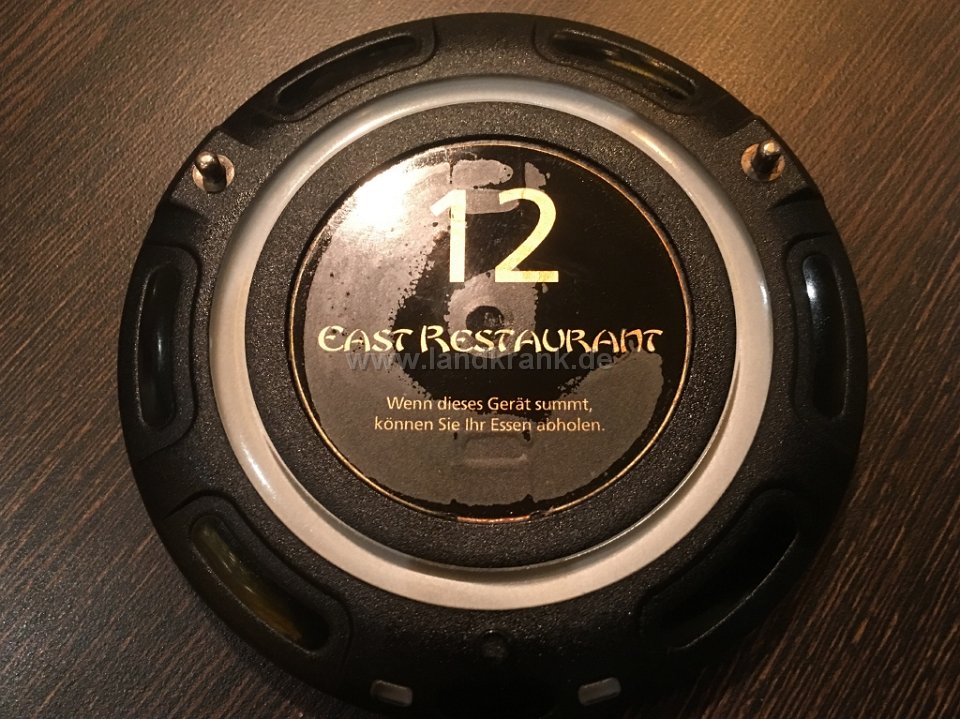 12
EAST RESTAURANT
www.landkrank.de
Wenn dieses Gerät summt,
können Sie Ihr Essen abholen.